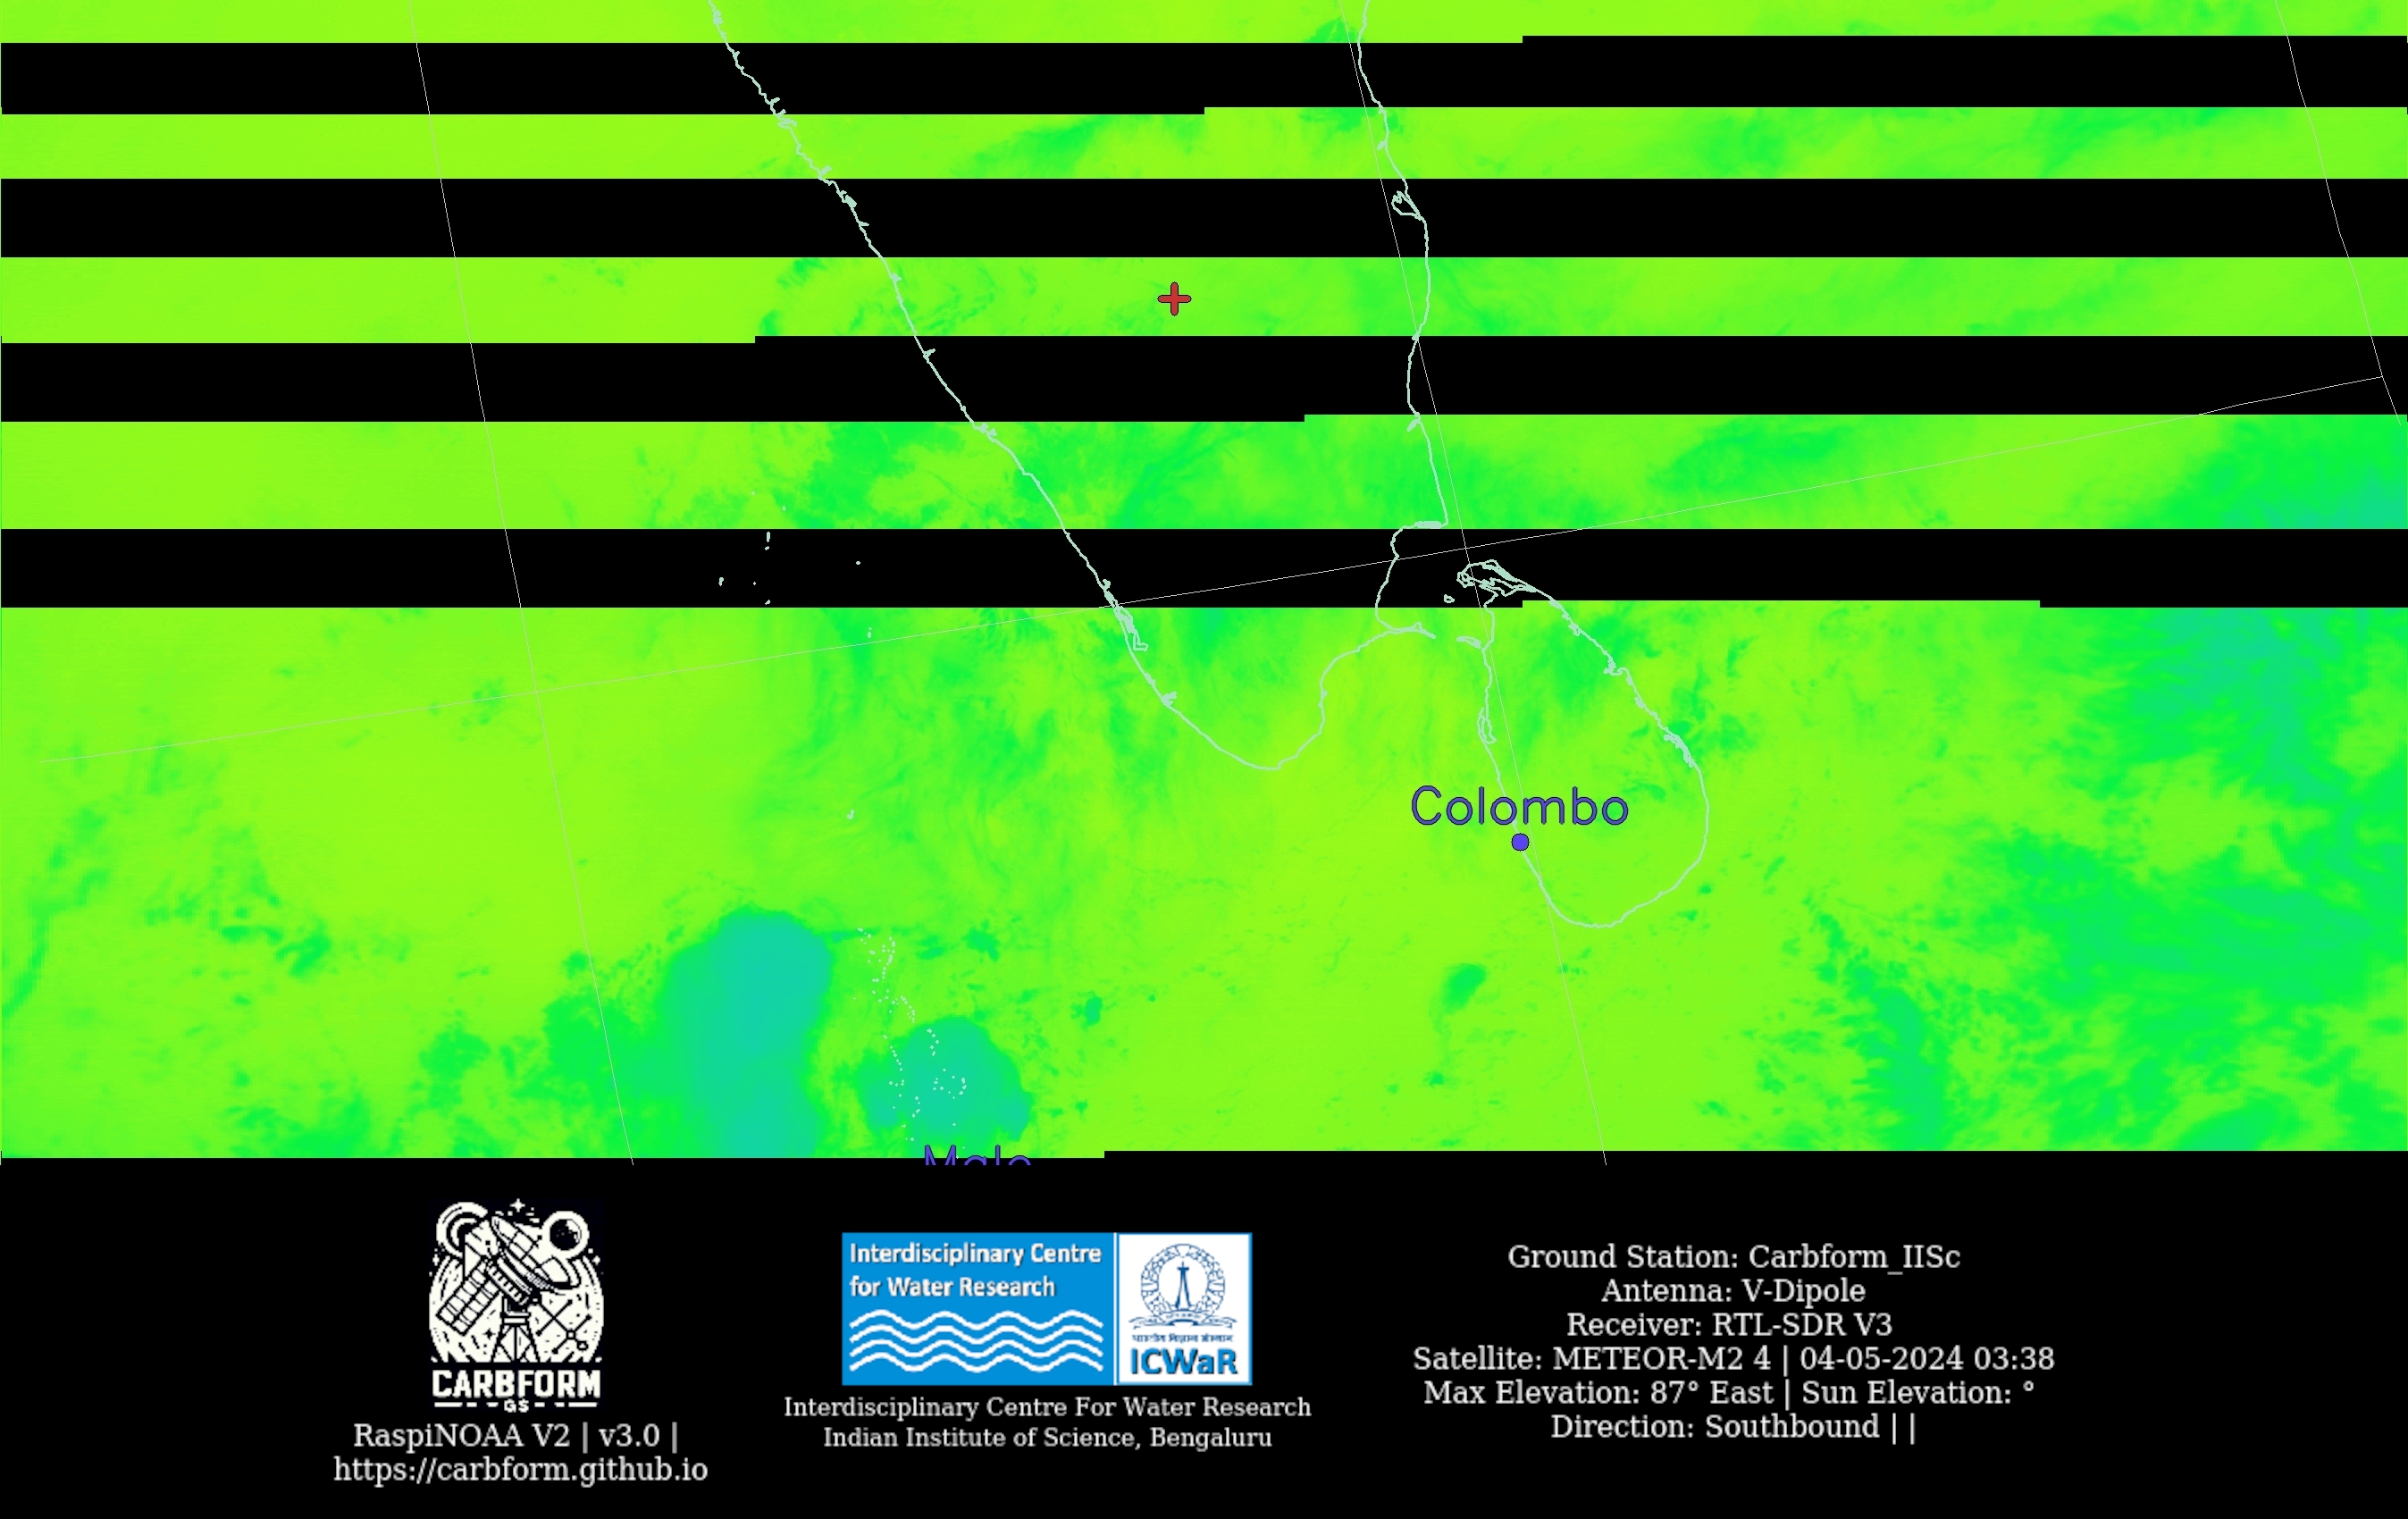 Colombo
Male
CARBFORM
GS
RaspiNOAA V2 | v3.0 |
https://carbform.github.io
Interdisciplinary Centre
for Water Research
भारतीय विज्ञान संस्थान
ICWaR
Interdisciplinary Centre For Water Research
Indian Institute of Science, Bengaluru
Ground Station: Carbform_IISc
Antenna: V-Dipole
Receiver: RTL-SDR V3
Satellite: METEOR-M2 4 | 04-05-2024 03:38
Max Elevation: 87° East | Sun Elevation: °
Direction: Southbound | |